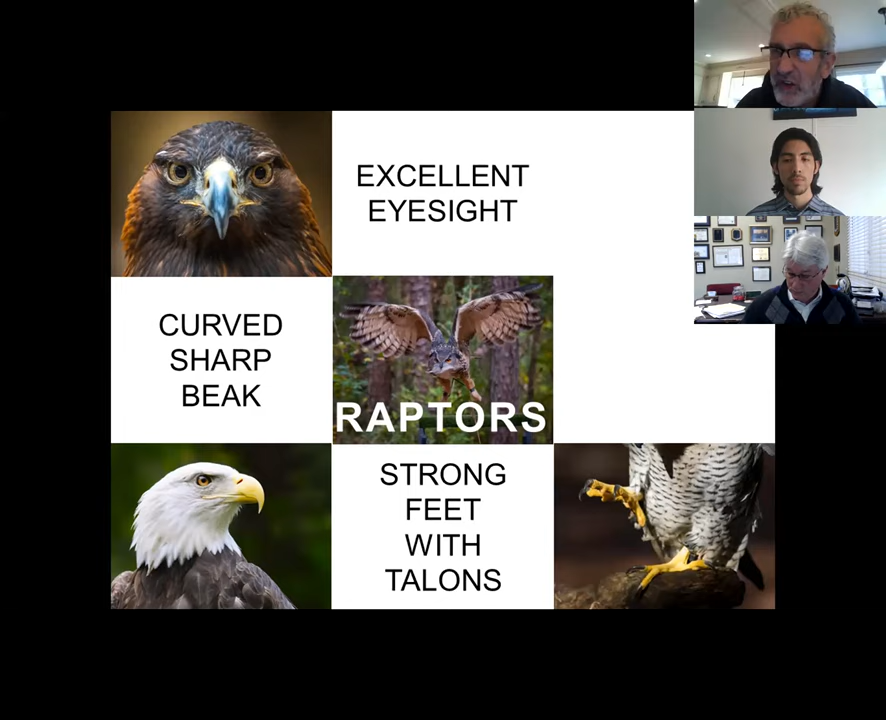 EXCELLENT
EYESIGHT
CURVED
SHARP
BEAK
RAPTORS
STRONG
FEET
WITH
TALONS